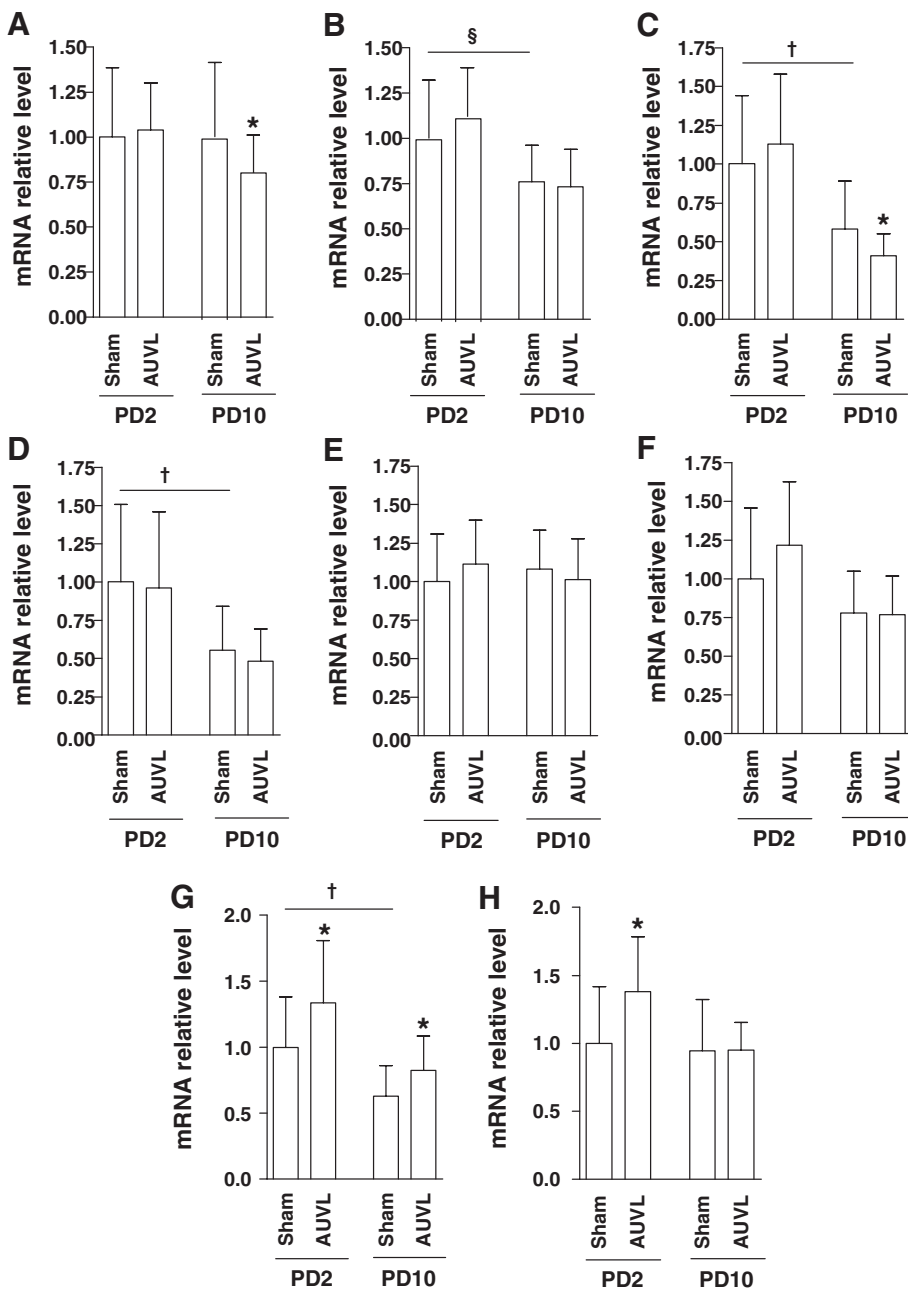 A
mRNA relative level
1.50
1.25
1.00
0.75
0.50
0.25
0.00
*
Sham
AUVL
Sham
AUVL
PD2
PD10
B
mRNA relative level
1.50
1.25
1.00
0.75
0.50
0.25
0.00
§
Sham
AUVL
Sham
AUVL
PD2
PD10
C
mRNA relative level
1.75
1.50
1.25
1.00
0.75
0.50
0.25
0.00
†
*
Sham
AUVL
Sham
AUVL
PD2
PD10
D
mRNA relative level
1.75
1.50
1.25
1.00
0.75
0.50
0.25
0.00
†
Sham
AUVL
Sham
AUVL
PD2
PD10
E
mRNA relative level
1.75
1.50
1.25
1.00
0.75
0.50
0.25
0.00
Sham
AUVL
Sham
AUVL
PD2
PD10
F
mRNA relative level
1.75
1.50
1.25
1.00
0.75
0.50
0.25
0.00
Sham
AUVL
Sham
AUVL
PD2
PD10
G
mRNA relative level
2.0
1.5
1.0
0.5
0.0
†
*
*
Sham
AUVL
Sham
AUVL
PD2
PD10
H
mRNA relative level
2.0
1.5
1.0
0.5
0.0
*
Sham
AUVL
Sham
AUVL
PD2
PD10